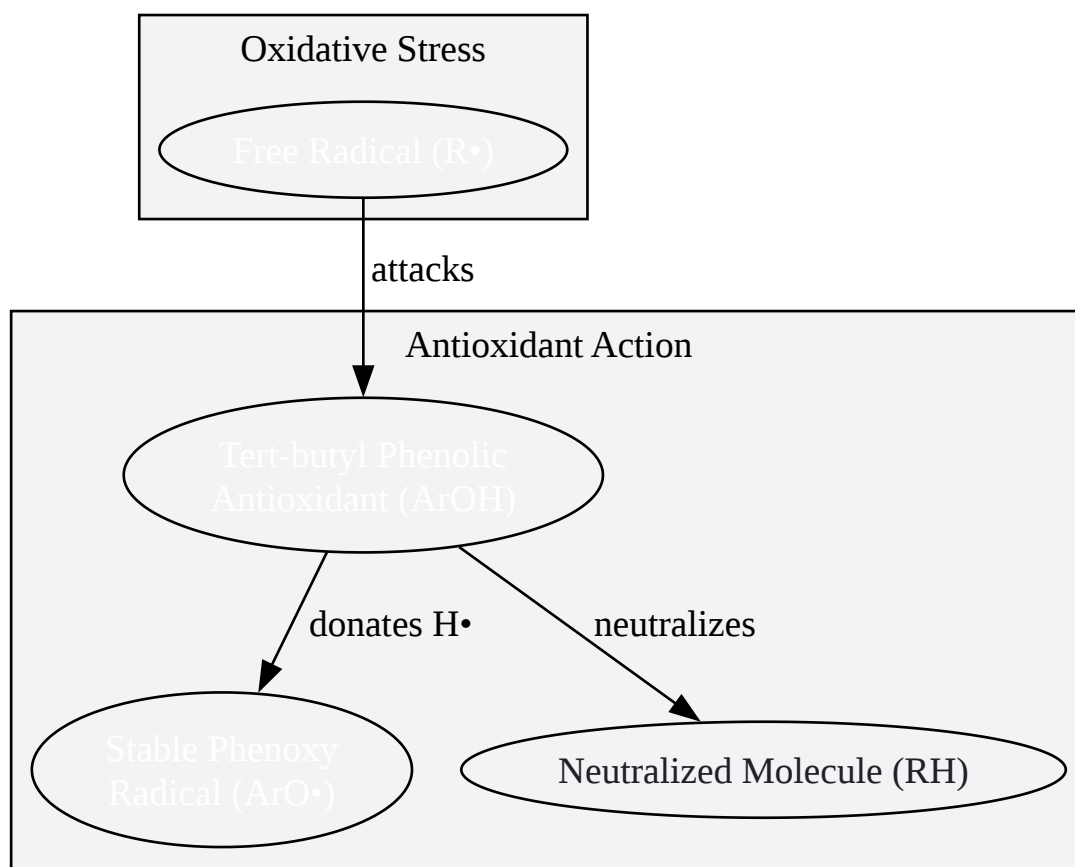 Oxidative Stress
Free Radical (R•)
attacks
Antioxidant Action
Tert-butyl Phenolic
Antioxidant (ArOH)
donates H•
neutralizes
Stable Phenoxy
Radical (ArO•)
Neutralized Molecule (RH)